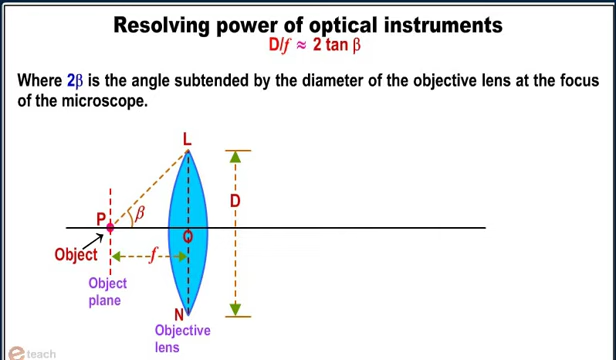 Resolving power of optical instruments
D/f ≈ 2 tan β
Where 2β is the angle subtended by the diameter of the objective lens at the focus
of the microscope.
L
D
P
β
O
Object
f
Object
plane
N
Objective
lens
e teach